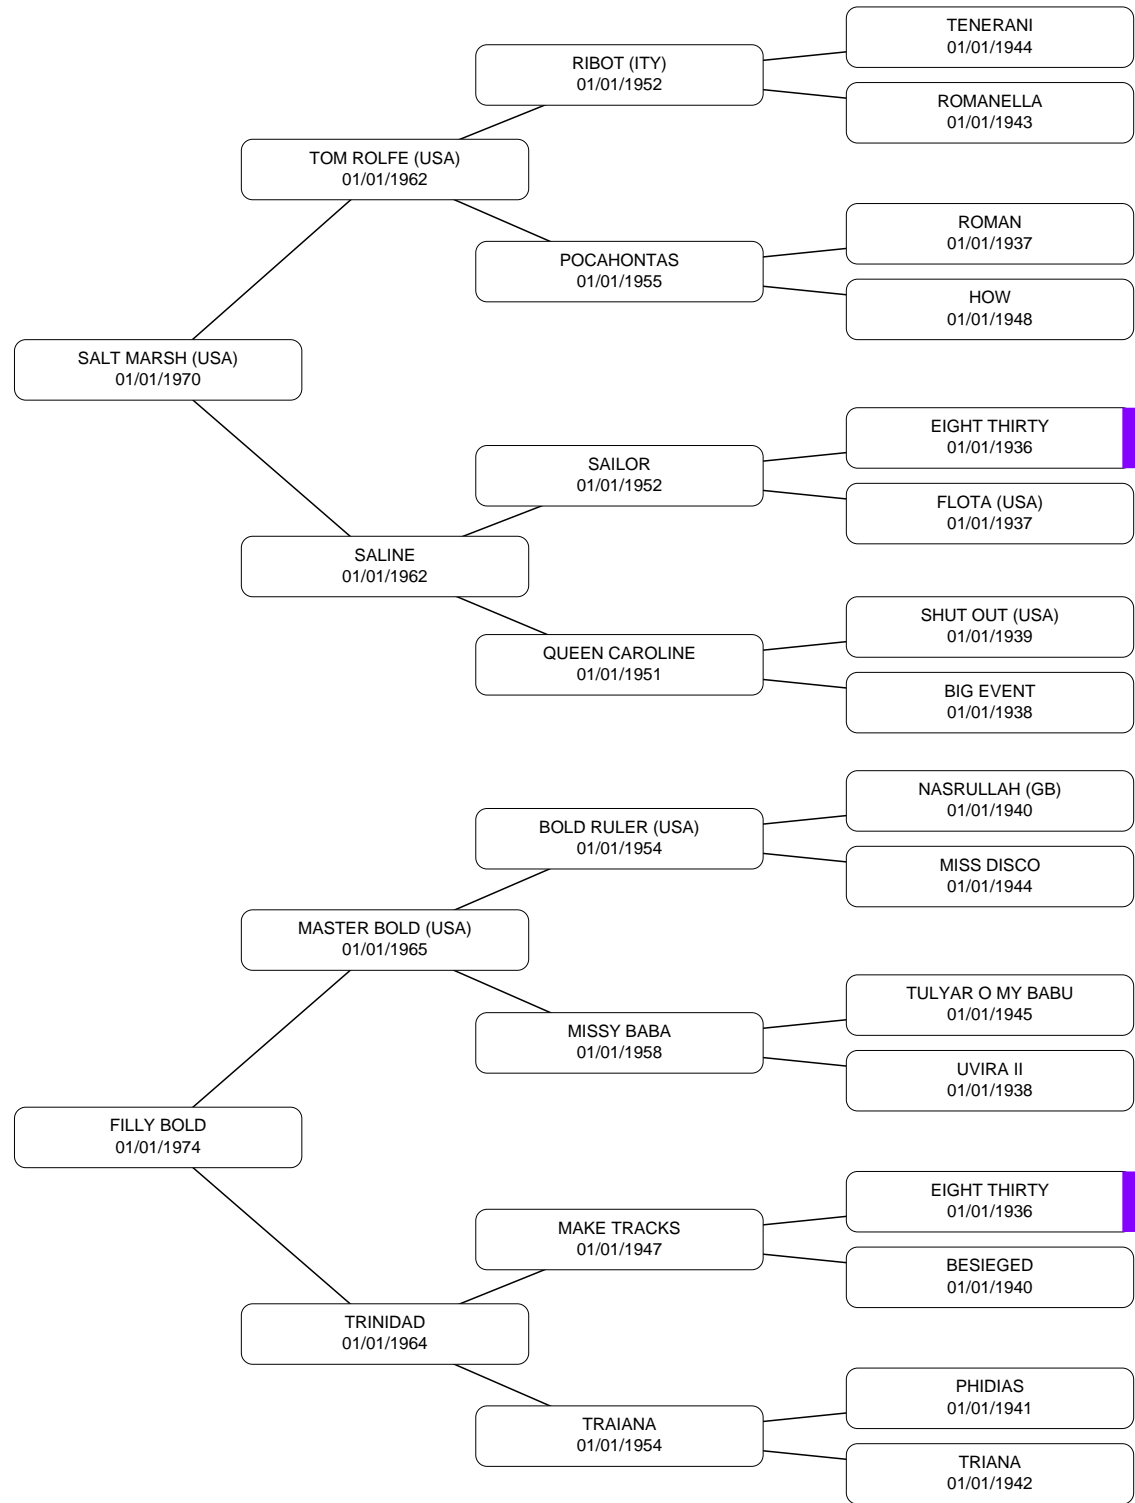 TENERANI
01/01/1944
RIBOT (ITY)
01/01/1952
ROMANELLA
01/01/1943
TOM ROLFE (USA)
01/01/1962
ROMAN
01/01/1937
POCAHONTAS
01/01/1955
HOW
01/01/1948
SALT MARSH (USA)
01/01/1970
EIGHT THIRTY
01/01/1936
SAILOR
01/01/1952
FLOTA (USA)
01/01/1937
SALINE
01/01/1962
SHUT OUT (USA)
01/01/1939
QUEEN CAROLINE
01/01/1951
BIG EVENT
01/01/1938
NASRULLAH (GB)
01/01/1940
BOLD RULER (USA)
01/01/1954
MISS DISCO
01/01/1944
MASTER BOLD (USA)
01/01/1965
TULYAR O MY BABU
01/01/1945
MISSY BABA
01/01/1958
UVIRA II
01/01/1938
FILLY BOLD
01/01/1974
EIGHT THIRTY
01/01/1936
MAKE TRACKS
01/01/1947
BESIEGED
01/01/1940
TRINIDAD
01/01/1964
PHIDIAS
01/01/1941
TRAIANA
01/01/1954
TRIANA
01/01/1942